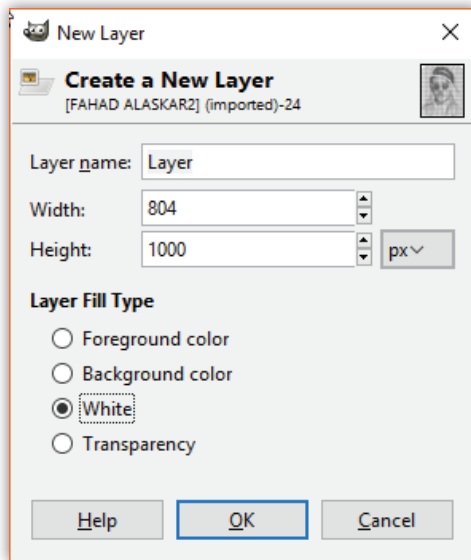 New Layer
Create a New Layer
[FAHAD ALASKAR2] (imported)-24
Layer name: Layer
Width: 804
Height: 1000 px
Layer Fill Type
Foreground color
Background color
White
Transparency
Help OK Cancel